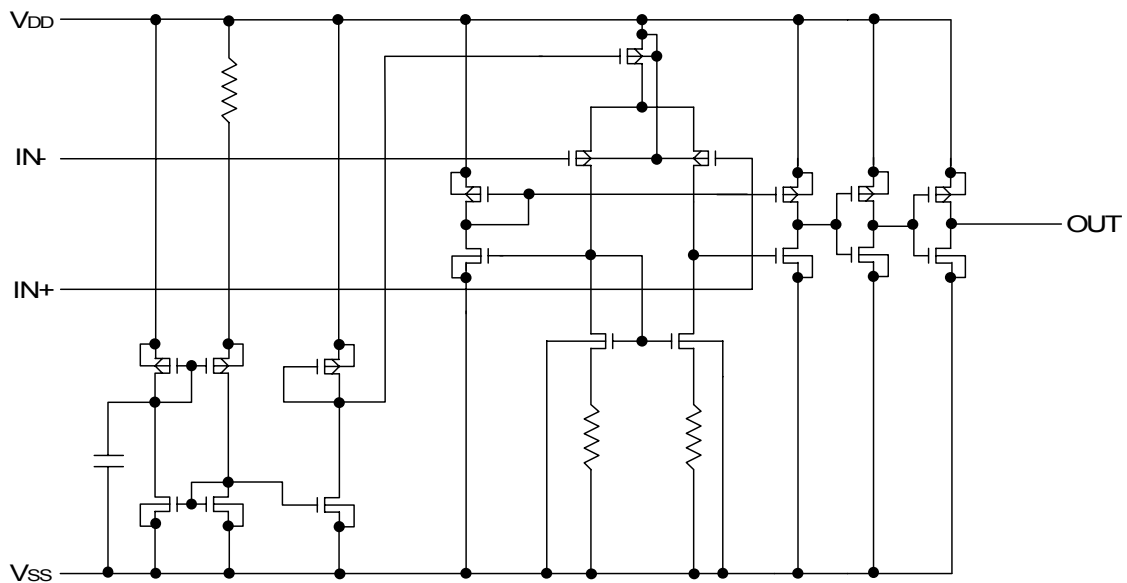 VDD
IN-
OUT
IN+
VSS